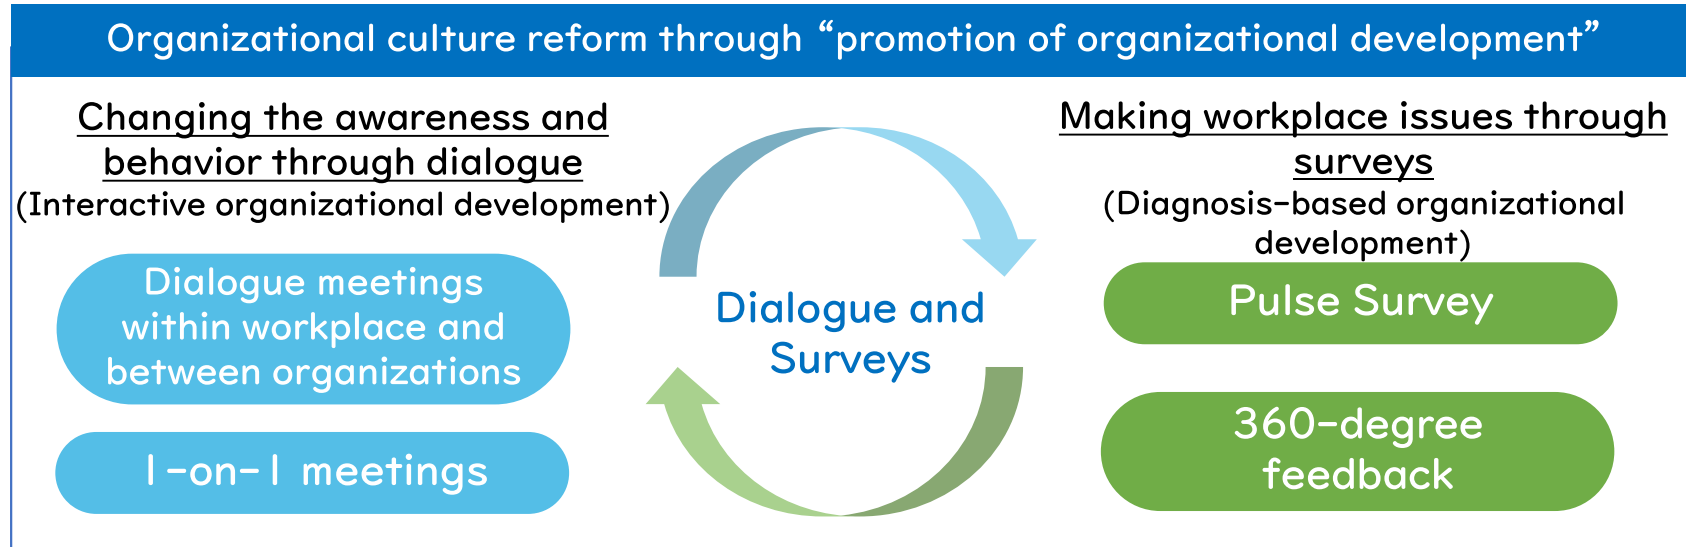 Organizational culture reform through “promotion of organizational development”
Changing the awareness and
behavior through dialogue
(Interactive organizational development)
Dialogue meetings
within workplace and
between organizations
1-on-1 meetings
Dialogue and
Surveys
Making workplace issues through
surveys
(Diagnosis-based organizational
development)
Pulse Survey
360-degree
feedback